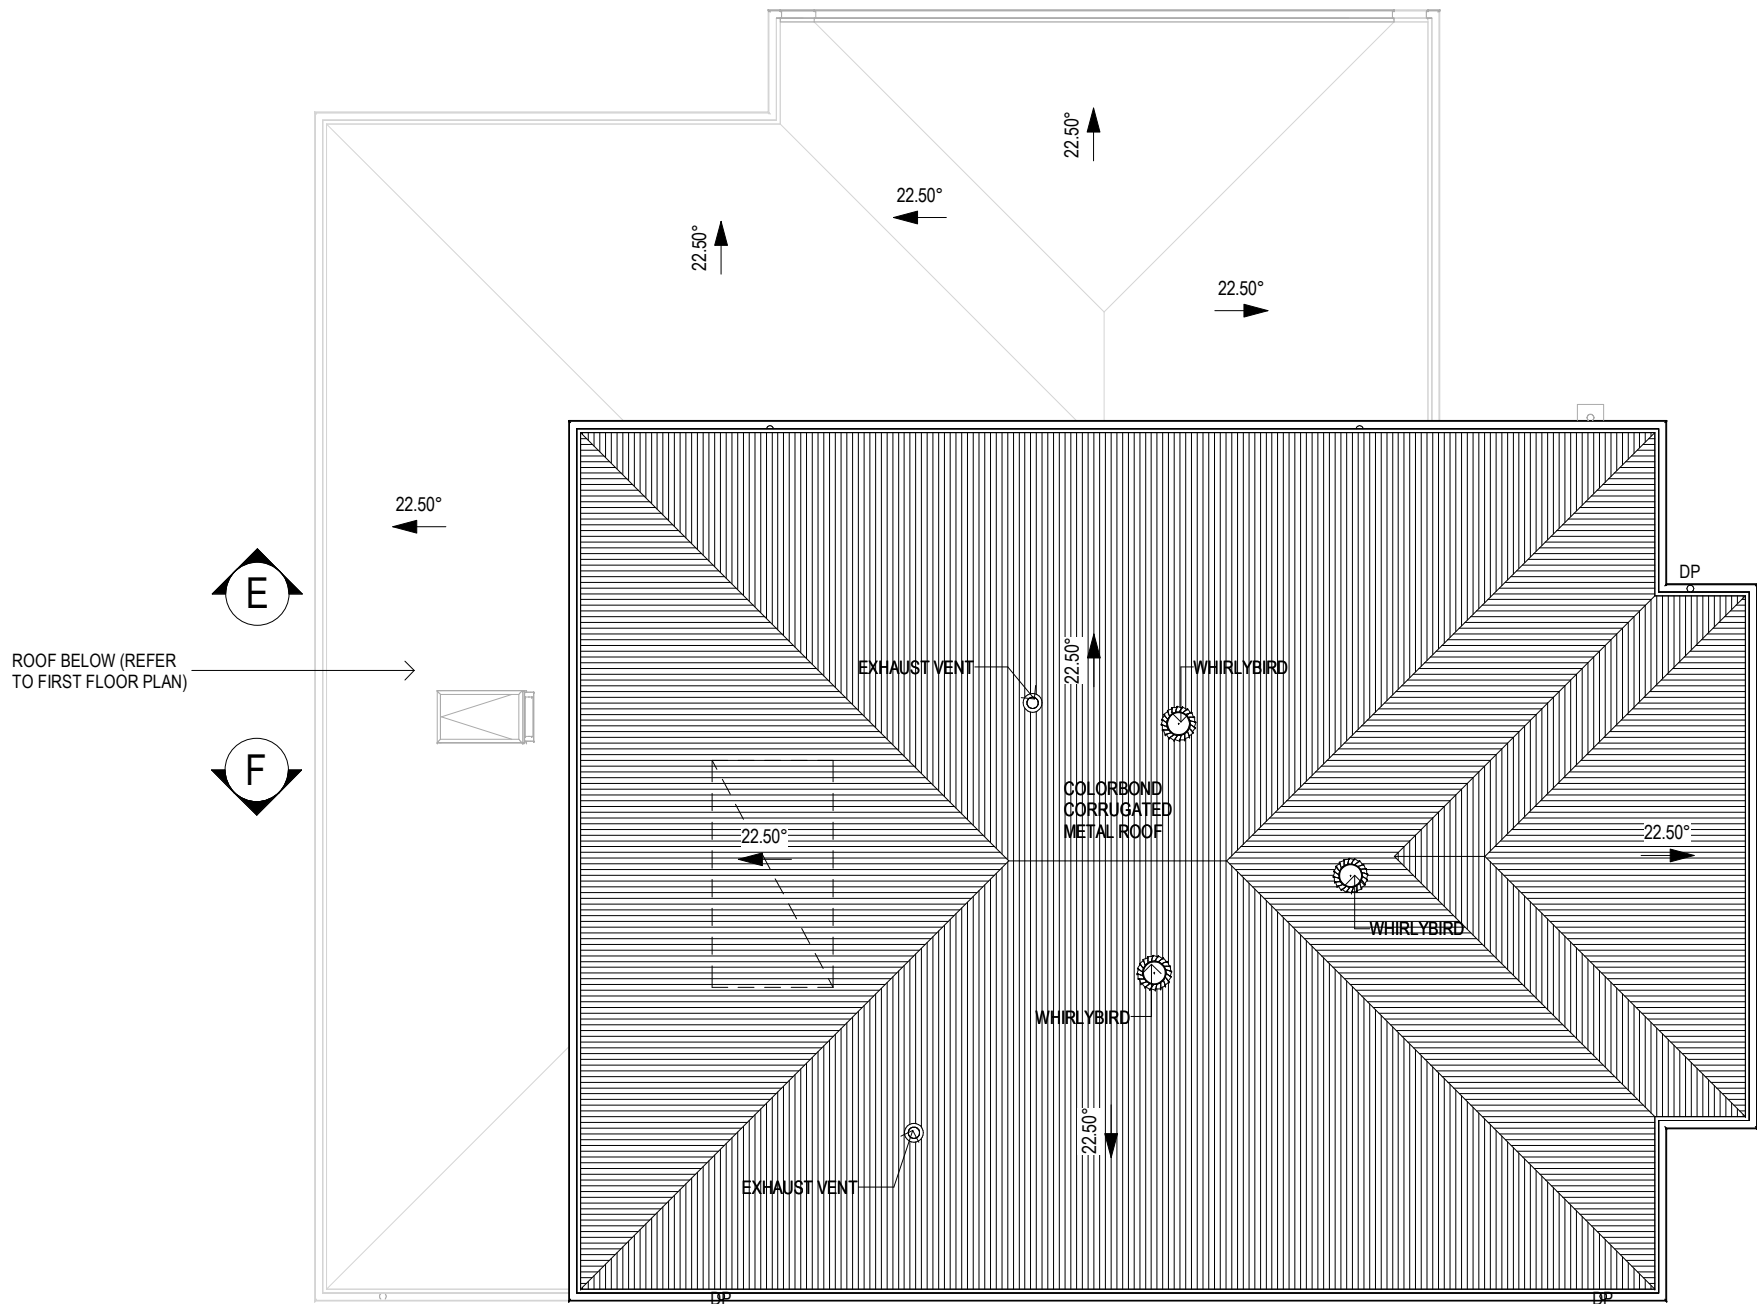 22.50°
22.50°
22.50°
22.50°
22.50°
E
DP
ROOF BELOW (REFER
TO FIRST FLOOR PLAN)
EXHAUST VENT
22.50°
WHIRLYBIRD
F
COLORBOND
CORRUGATED
METAL ROOF
22.50°
22.50°
WHIRLYBIRD
WHIRLYBIRD
22.50°
EXHAUST VENT
DP
DP